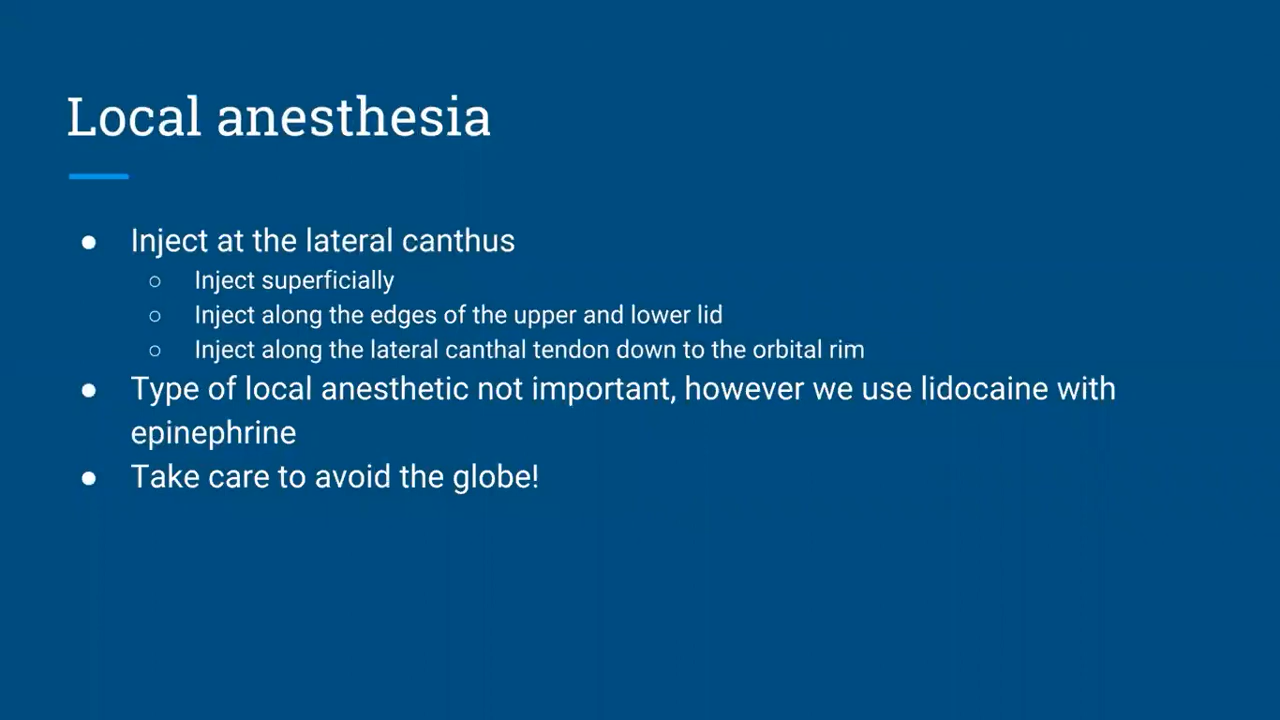 Local anesthesia
● Inject at the lateral canthus
○ Inject superficially
○ Inject along the edges of the upper and lower lid
○ Inject along the lateral canthal tendon down to the orbital rim
● Type of local anesthetic not important, however we use lidocaine with
epinephrine
● Take care to avoid the globe!